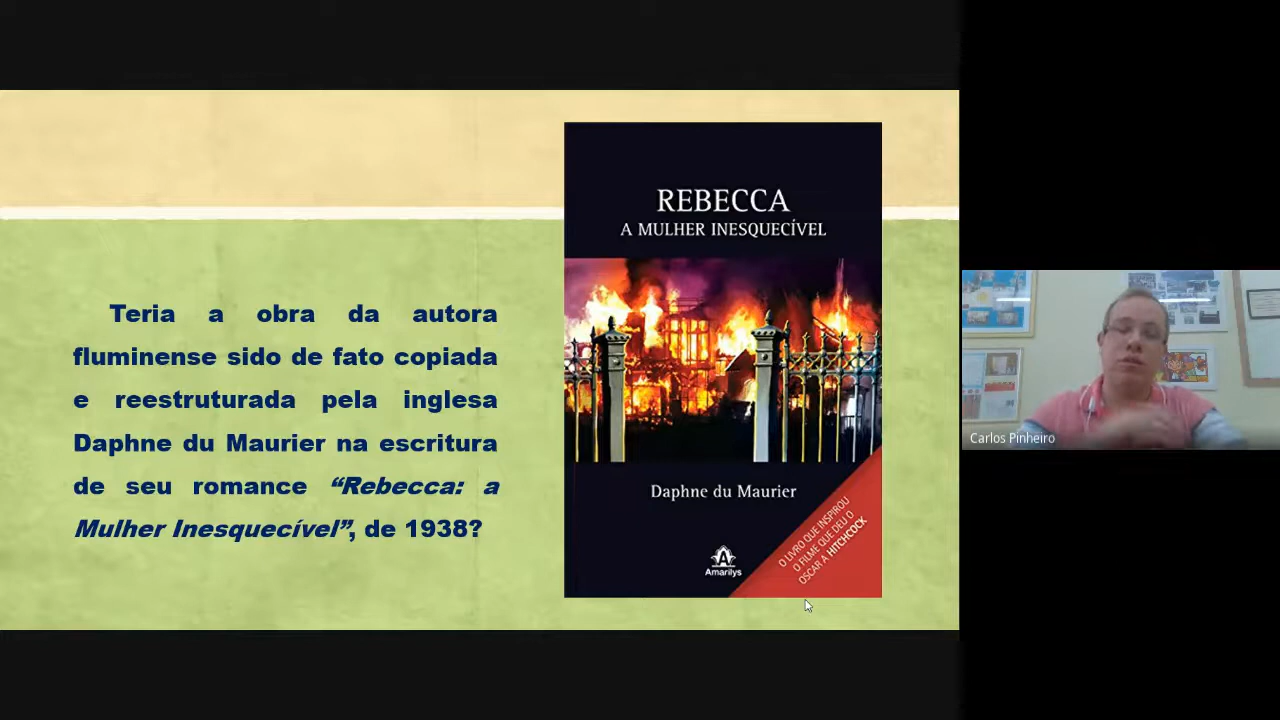 Teria a obra da autora
fluminense sido de fato copiada
e reestruturada pela inglesa
Daphne du Maurier na escritura
de seu romance “Rebecca: a
Mulher Inesquecível”, de 1938?
REBECCA
A MULHER INESQUECÍVEL
Daphne du Maurier
O LIVRO QUE INSPIROU
O FILME QUE DEU O
OSCAR A HITCHCOCK
Amarilys
Carlos Pinheiro